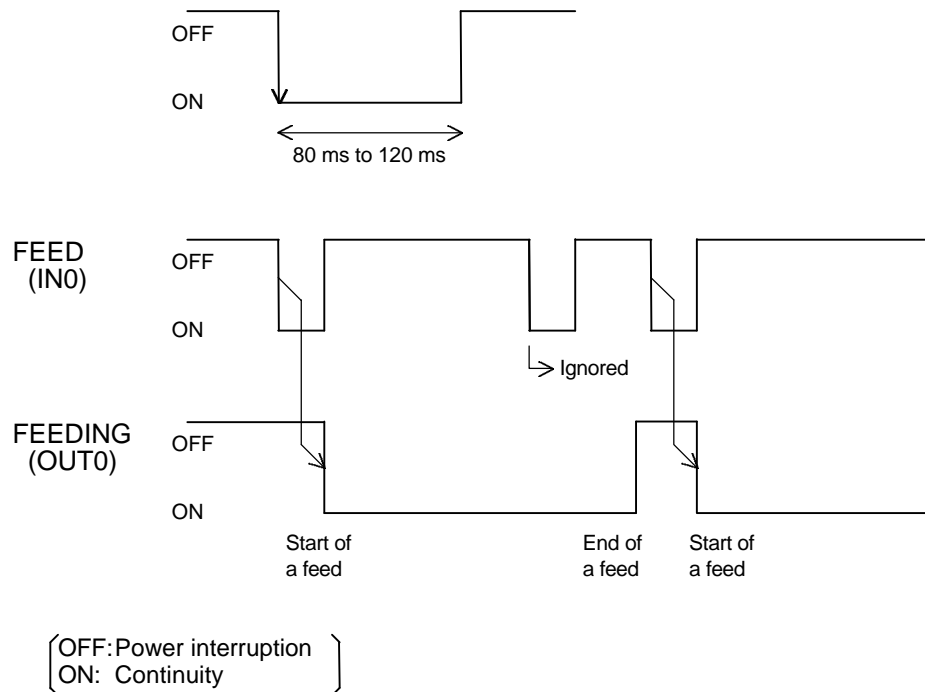 OFF
ON
80 ms to 120 ms
FEED
(IN0)
OFF
ON
Ignored
FEEDING
(OUT0)
OFF
ON
Start of
a feed
End of
a feed
Start of
a feed
OFF: Power interruption
ON: Continuity